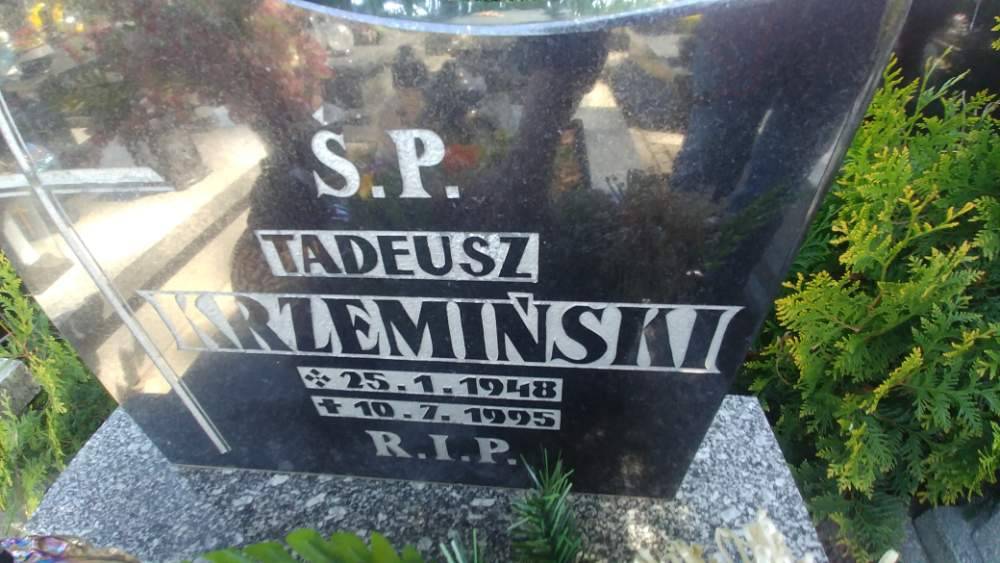 Ś.P.
TADEUSZ
KRZEMIŃSKI
25.1.1948
✝ 10.7.1995
R.I.P.